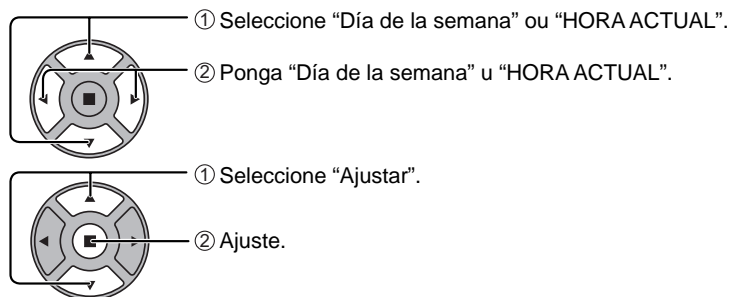 ① Seleccione “Día de la semana” ou “HORA ACTUAL”.
② Ponga “Día de la semana” u “HORA ACTUAL”.
① Seleccione “Ajustar”.
② Ajuste.